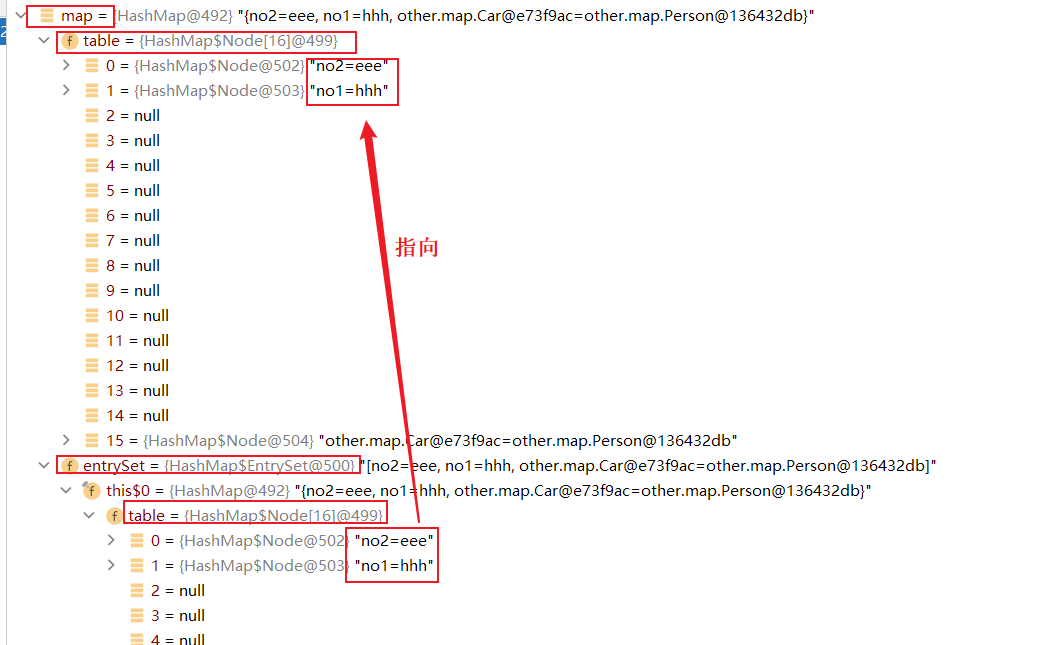 map = {HashMap@492} "{no2=eee, no1=hhh, other.map.Car@e73f9ac=other.map.Person@136432db}"
f table = {HashMap$Node[16]@499}
0 = {HashMap$Node@502} "no2=eee"
1 = {HashMap$Node@503} "no1=hhh"
2 = null
3 = null
4 = null
5 = null
6 = null
7 = null
指向
8 = null
9 = null
10 = null
11 = null
12 = null
13 = null
14 = null
15 = {HashMap$Node@504} "other.map.Car@e73f9ac=other.map.Person@136432db"
f entrySet = {HashMap$EntrySet@500} "[no2=eee, no1=hhh, other.map.Car@e73f9ac=other.map.Person@136432db]"
f this$0 = {HashMap@492} "{no2=eee, no1=hhh, other.map.Car@e73f9ac=other.map.Person@136432db}"
f table = {HashMap$Node[16]@499}
0 = {HashMap$Node@502} "no2=eee"
1 = {HashMap$Node@503} "no1=hhh"
2 = null
3 = null
4 = null